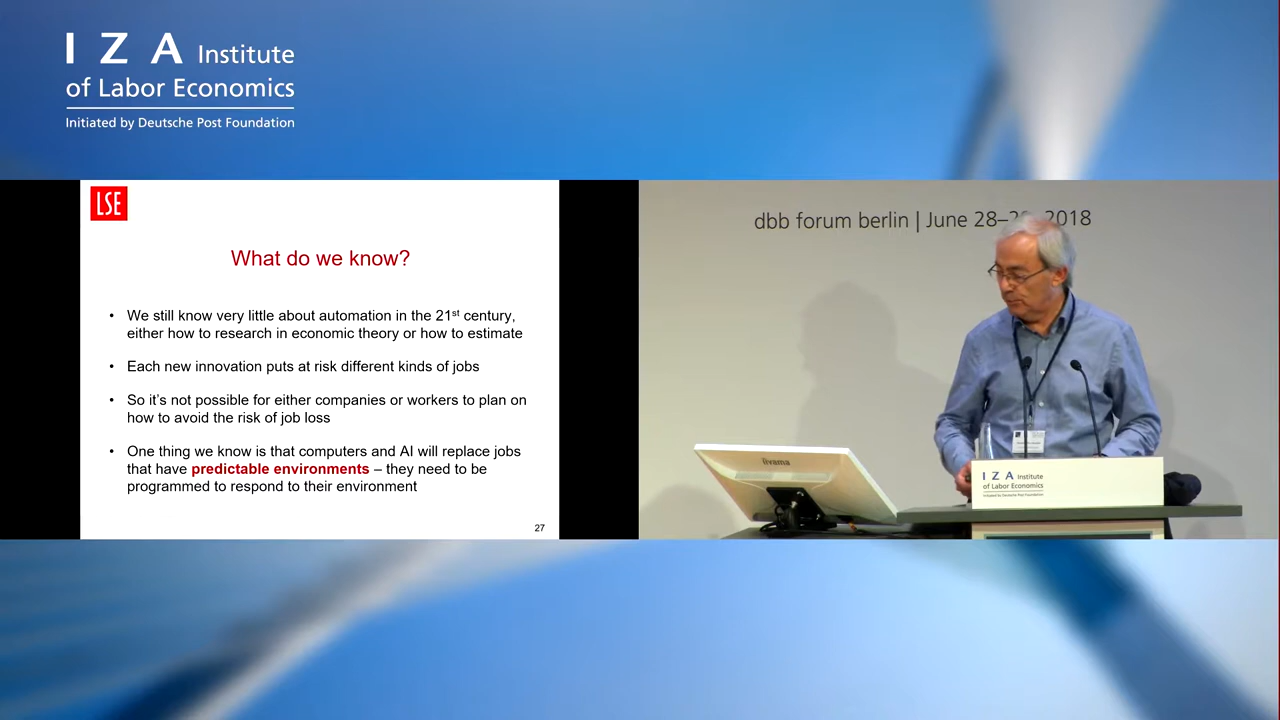 I Z A Institute
of Labor Economics
Initiated by Deutsche Post Foundation
LSE
What do we know?
• We still know very little about automation in the 21st century,
either how to research in economic theory or how to estimate
• Each new innovation puts at risk different kinds of jobs
• So it's not possible for either companies or workers to plan on
how to avoid the risk of job loss
• One thing we know is that computers and AI will replace jobs
that have predictable environments – they need to be
programmed to respond to their environment
27
dbb forum berlin | June 28– 2018
iiyama
I Z A Institute
of Labor Economics
Initiated by Deutsche Post Foundation